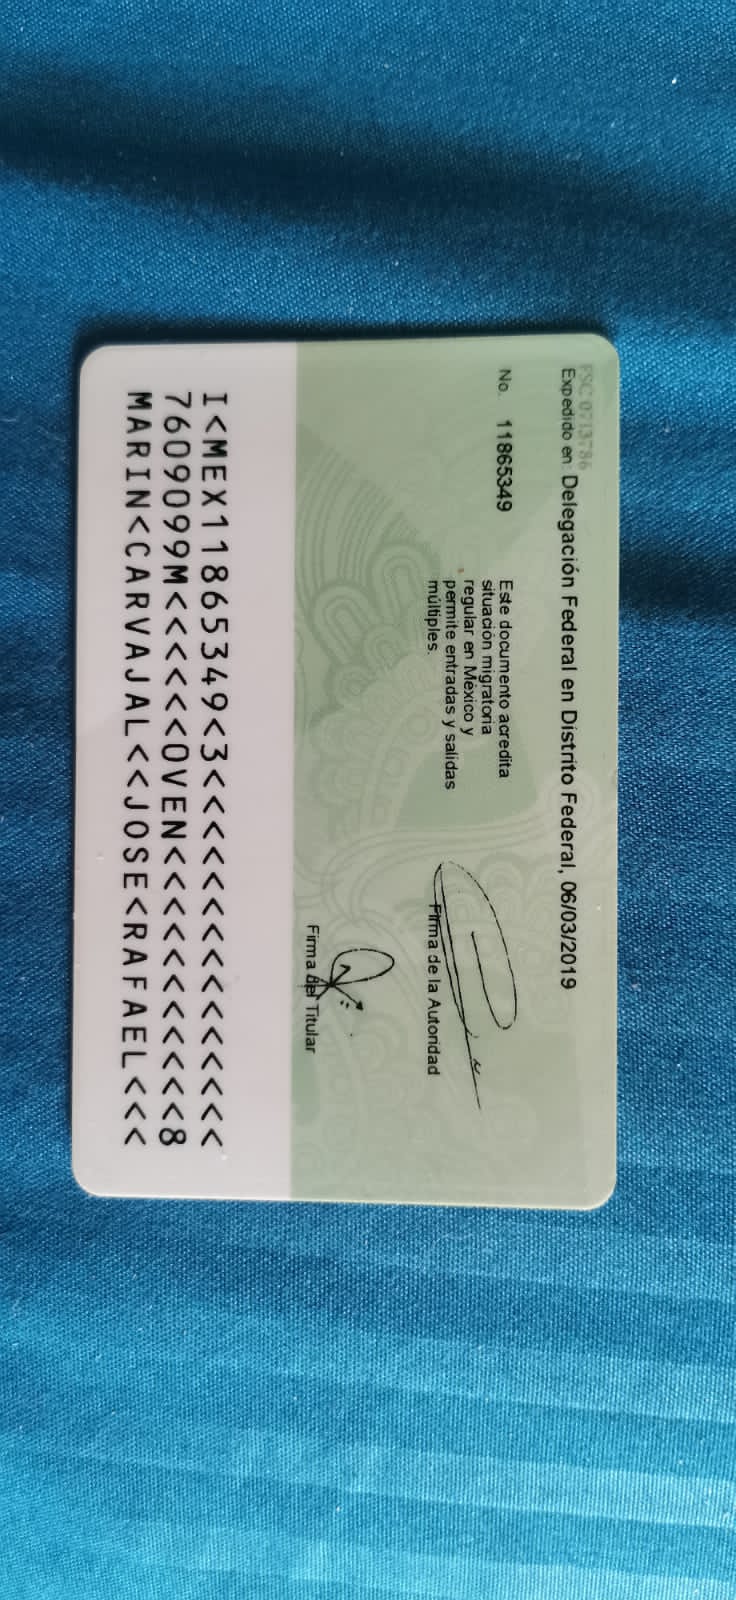 FSC 0713786
Expedido en: Delegación Federal en Distrito Federal, 06/03/2019
No. 11865349
Este documento acredita
situación migratoria
regular en México y
permite entradas y salidas
múltiples.
Firma de la Autoridad
Firma del Titular
I<MEX11865349<3<<<<<<<<<<<<<<<
7609099M<<<<<<<OVEN<<<<<<<<<<<8
MARIN<CARVAJAL<<JOSE<RAFAEL<<<